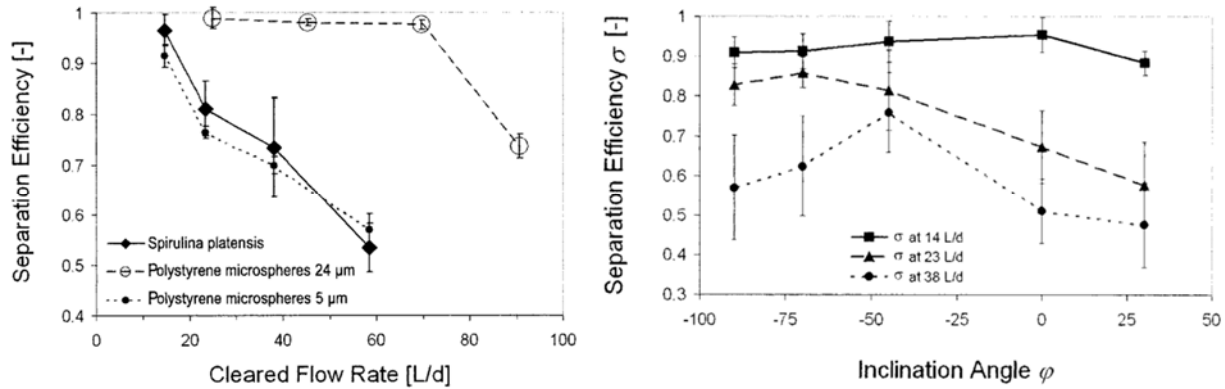 Separation Efficiency [-]
1
0.9
0.8
0.7
0.6
0.5
0.4
Spirulina platensis
Polystyrene microspheres 24 µm
Polystyrene microspheres 5 µm
0 20 40 60 80 100
Cleared Flow Rate [L/d]
Separation Efficiency σ [-]
1
0.9
0.8
0.7
0.6
0.5
0.4
0.3
σ at 14 L/d
σ at 23 L/d
σ at 38 L/d
-100 -75 -50 -25 0 25 50
Inclination Angle φ